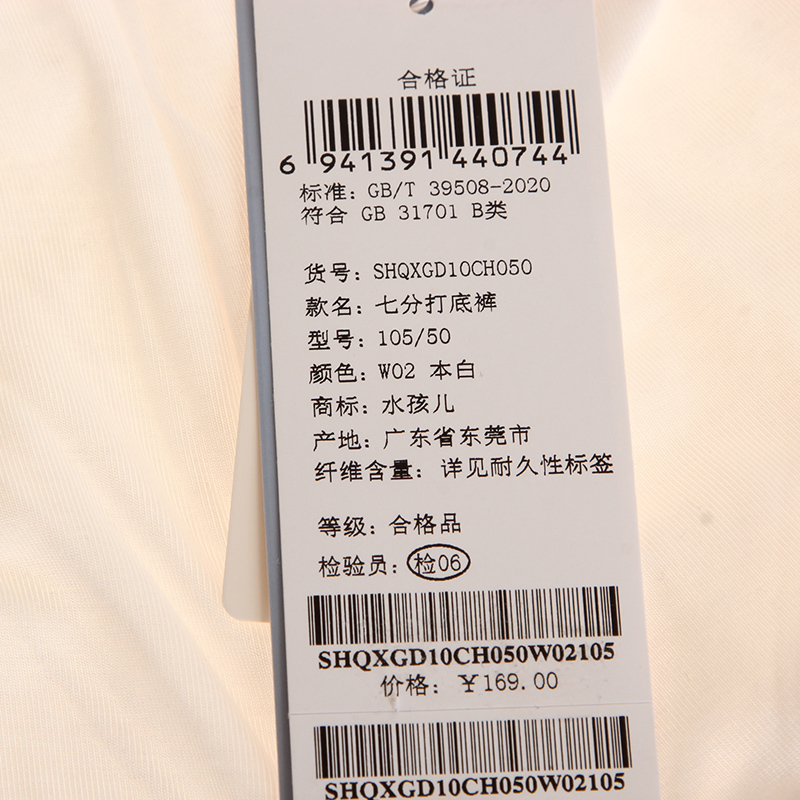 合格证
6 941391 440744
标准: GB/T 39508-2020
符合 GB 31701 B类
货号: SHQXGD10CH050
款名: 七分打底裤
型号: 105/50
颜色: W02 本白
商标: 水孩儿
产地: 广东省东莞市
纤维含量: 详见耐久性标签
等级: 合格品
检验员: 检06
SHQXGD10CH050W02105
价格: ¥169.00
SHQXGD10CH050W02105